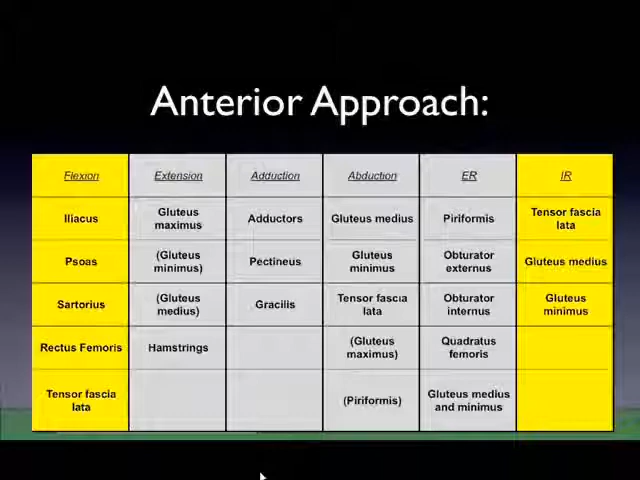 Anterior Approach:
Flexion Extension Adduction Abduction ER IR
Iliacus Gluteus maximus Adductors Gluteus medius Piriformis Tensor fascia lata
Psoas (Gluteus minimus) Pectineus Gluteus minimus Obturator externus Gluteus medius
Sartorius (Gluteus medius) Gracilis Tensor fascia lata Obturator internus Gluteus minimus
Rectus Femoris Hamstrings (Gluteus maximus) Quadratus femoris
Tensor fascia lata (Piriformis) Gluteus medius and minimus